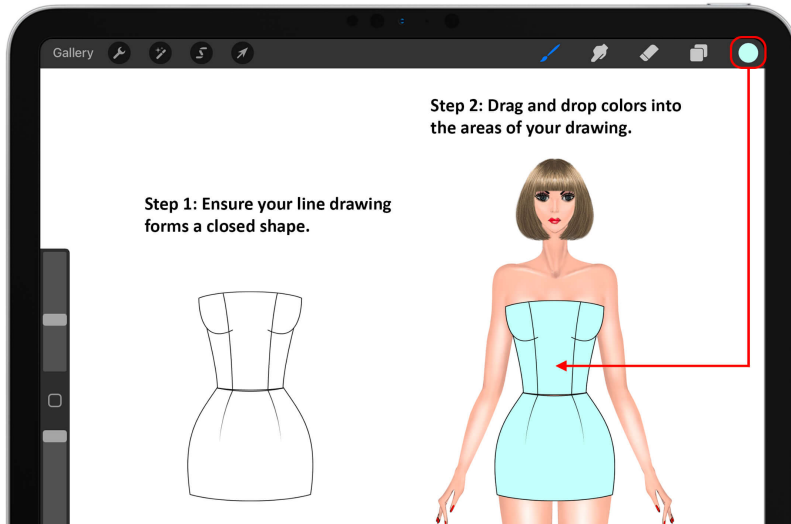 Gallery
Step 2: Drag and drop colors into
the areas of your drawing.
Step 1: Ensure your line drawing
forms a closed shape.